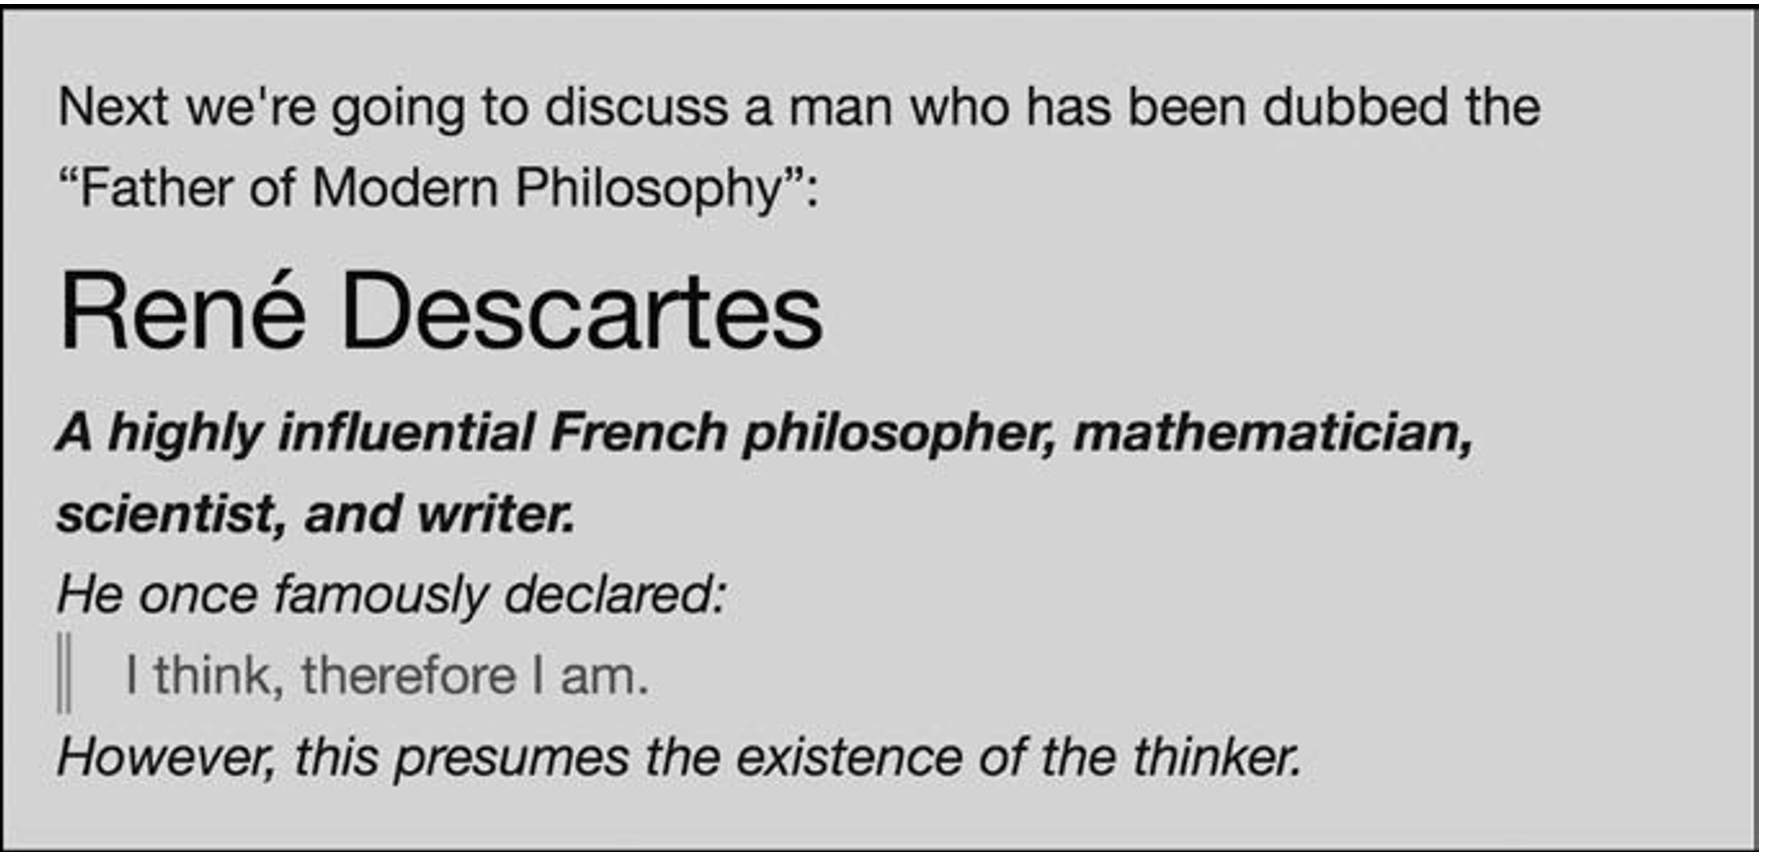 Next we're going to discuss a man who has been dubbed the
“Father of Modern Philosophy”:
René Descartes
A highly influential French philosopher, mathematician,
scientist, and writer.
He once famously declared:
I think, therefore I am.
However, this presumes the existence of the thinker.